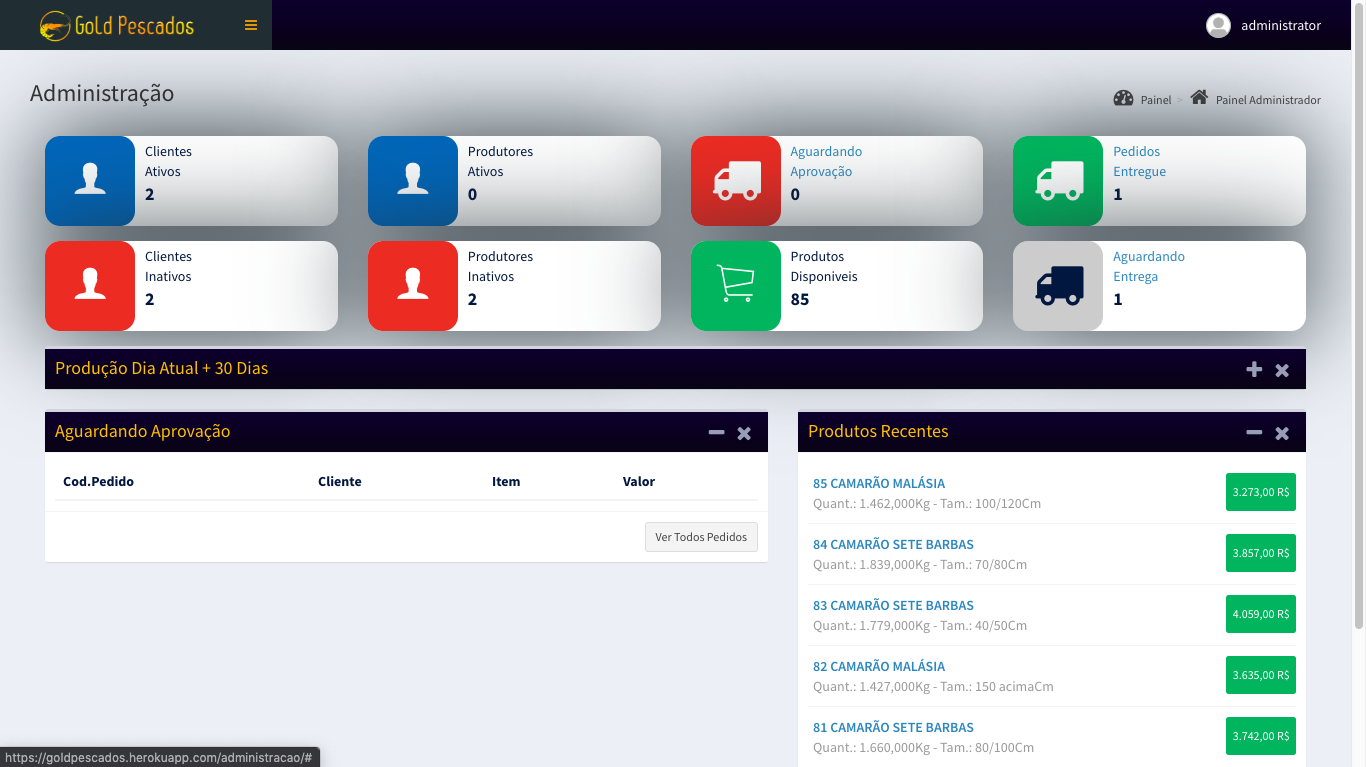 Gold Pescados
administrator
Administração
Painel > Painel Administrador
Clientes
Ativos
2
Produtores
Ativos
0
Aguardando
Aprovação
0
Pedidos
Entregue
1
Clientes
Inativos
2
Produtores
Inativos
2
Produtos
Disponiveis
85
Aguardando
Entrega
1
Produção Dia Atual + 30 Dias
Aguardando Aprovação
Cod.Pedido Cliente Item Valor
Ver Todos Pedidos
Produtos Recentes
85 CAMARÃO MALÁSIA
3.273,00 R$
Quant.: 1.462,000Kg - Tam.: 100/120Cm
84 CAMARÃO SETE BARBAS
3.857,00 R$
Quant.: 1.839,000Kg - Tam.: 70/80Cm
83 CAMARÃO SETE BARBAS
4.059,00 R$
Quant.: 1.779,000Kg - Tam.: 40/50Cm
82 CAMARÃO MALÁSIA
3.635,00 R$
Quant.: 1.427,000Kg - Tam.: 150 acimaCm
81 CAMARÃO SETE BARBAS
3.742,00 R$
Quant.: 1.660,000Kg - Tam.: 80/100Cm
https://goldpescados.herokuapp.com/administracao/#